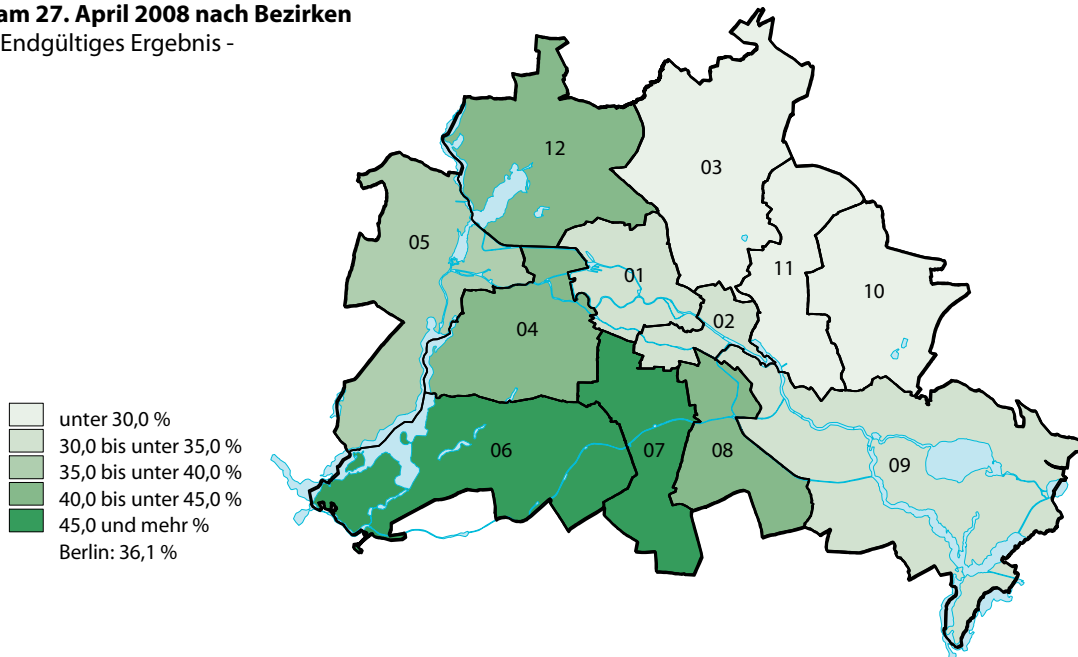 am 27. April 2008 nach Bezirken
Endgültiges Ergebnis -
12
03
05
01
11
10
02
04
06
07
08
09
unter 30,0 %
30,0 bis unter 35,0 %
35,0 bis unter 40,0 %
40,0 bis unter 45,0 %
45,0 und mehr %
Berlin: 36,1 %